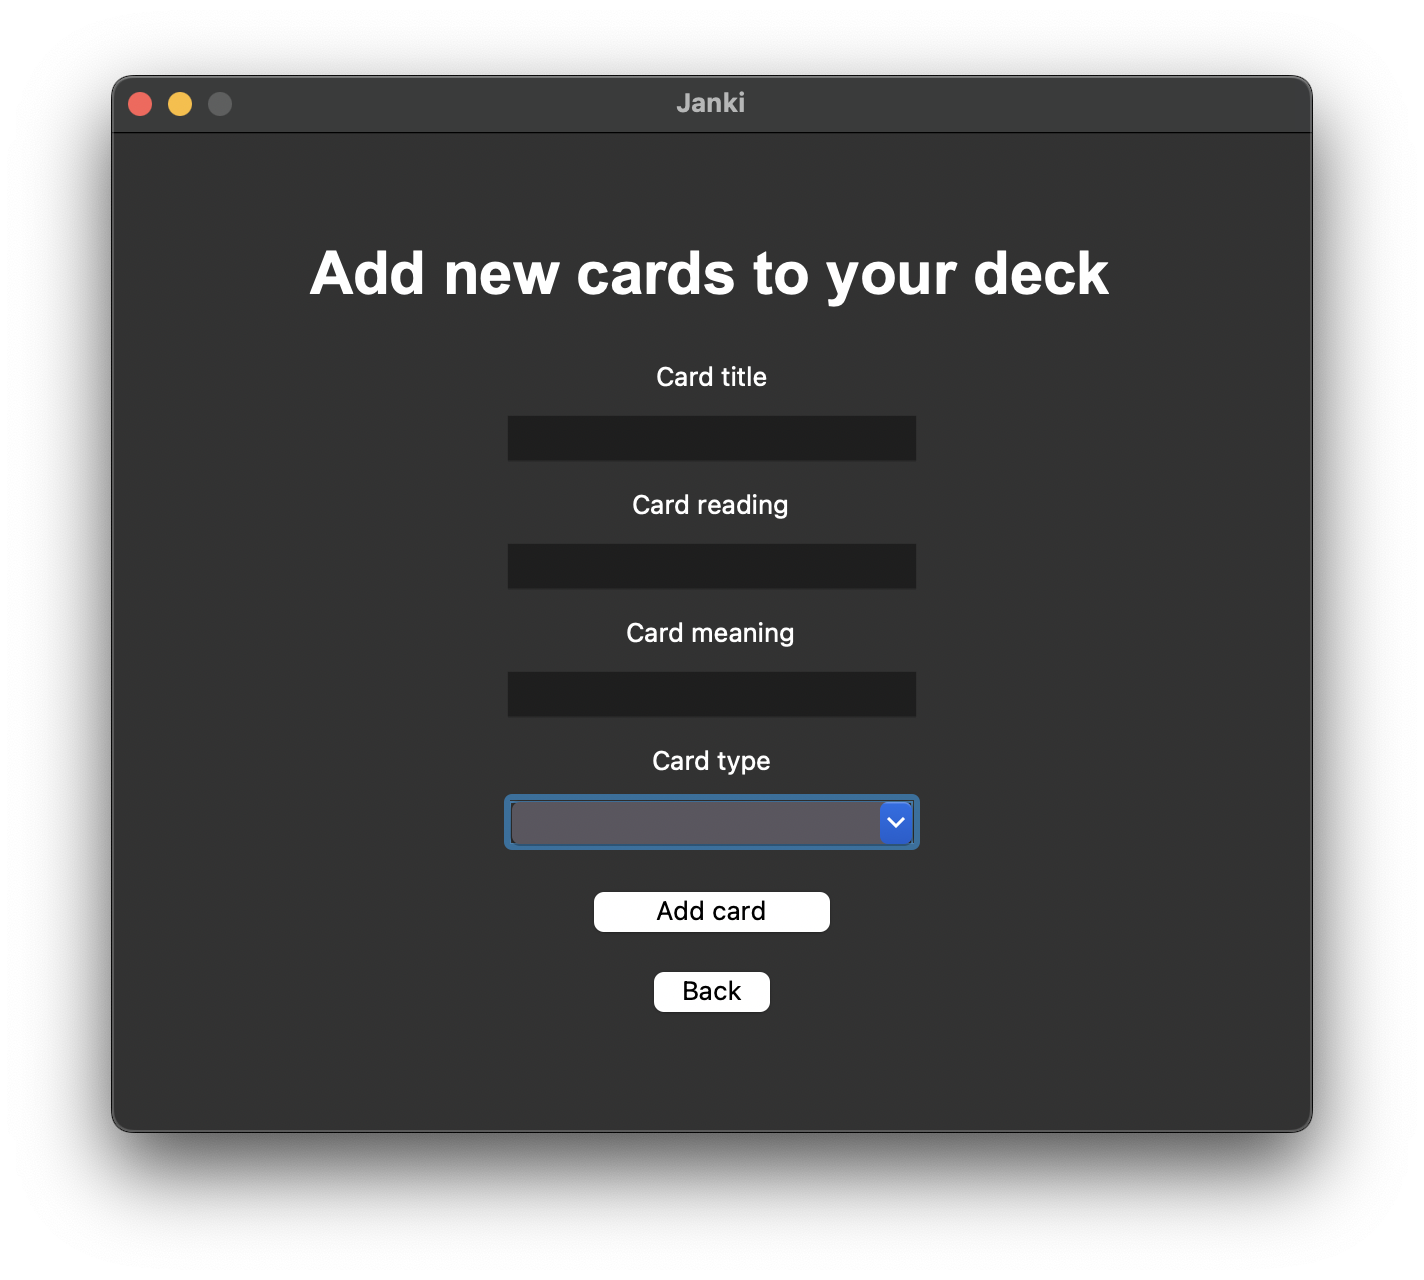 Janki
Add new cards to your deck
Card title
Card reading
Card meaning
Card type
Add card
Back